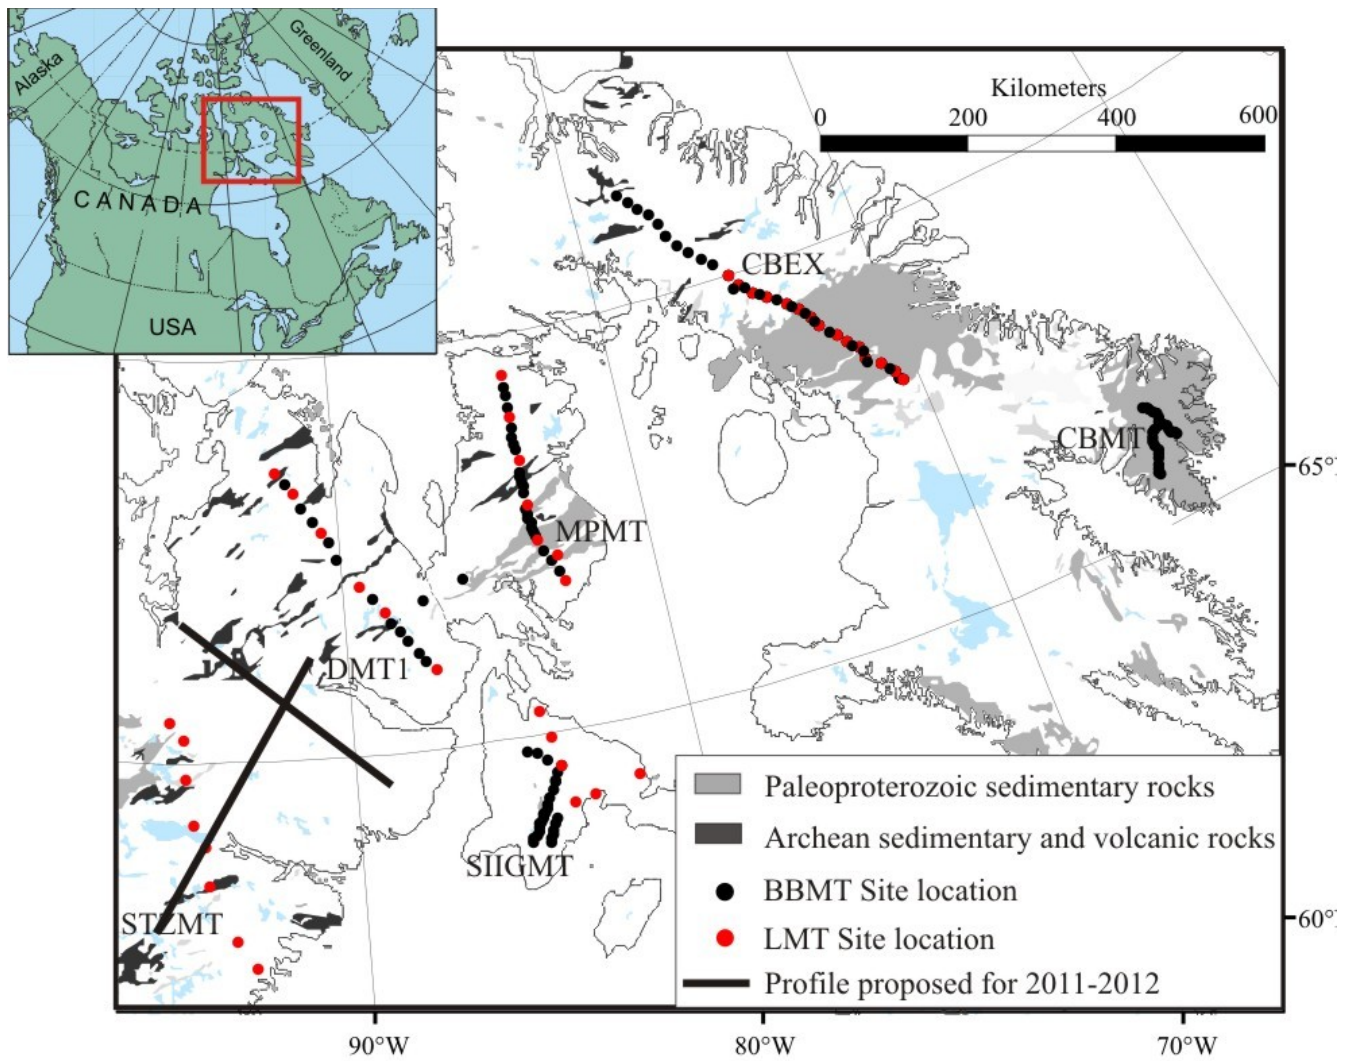 Alaska
Greenland
CANADA
USA
Kilometers
0 200 400 600
CBEX
CBMT
65°
MPMT
DMT1
SIIGMT
STZMT
Paleoproterozoic sedimentary rocks
Archean sedimentary and volcanic rocks
BBMT Site location
LMT Site location
Profile proposed for 2011-2012
60°
90°W 80°W 70°W